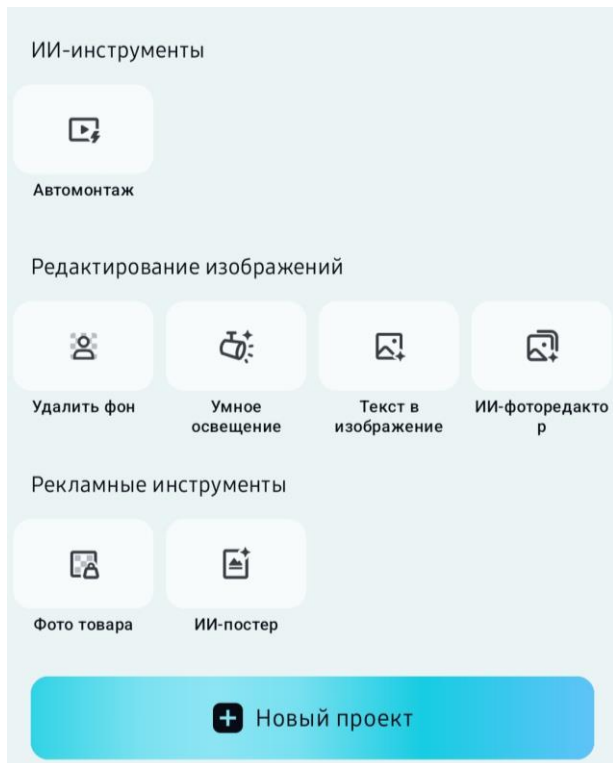 ИИ-инструменты
Автомонтаж
Редактирование изображений
Удалить фон
Умное
освещение
Текст в
изображение
ИИ-фоторедакто
р
Рекламные инструменты
Фото товара
ИИ-постер
Новый проект